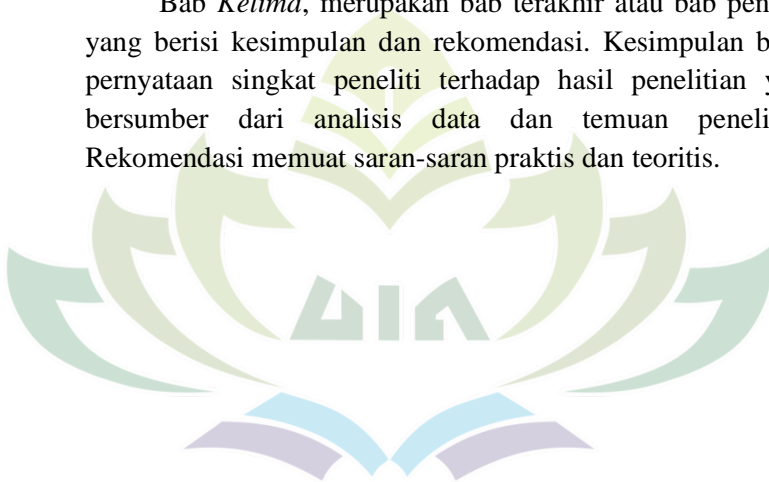 Bab Kelima, merupakan bab terakhir atau bab pen
yang berisi kesimpulan dan rekomendasi. Kesimpulan b
pernyataan singkat peneliti terhadap hasil penelitian y
bersumber dari analisis data dan temuan peneli
Rekomendasi memuat saran-saran praktis dan teoritis.
UIN